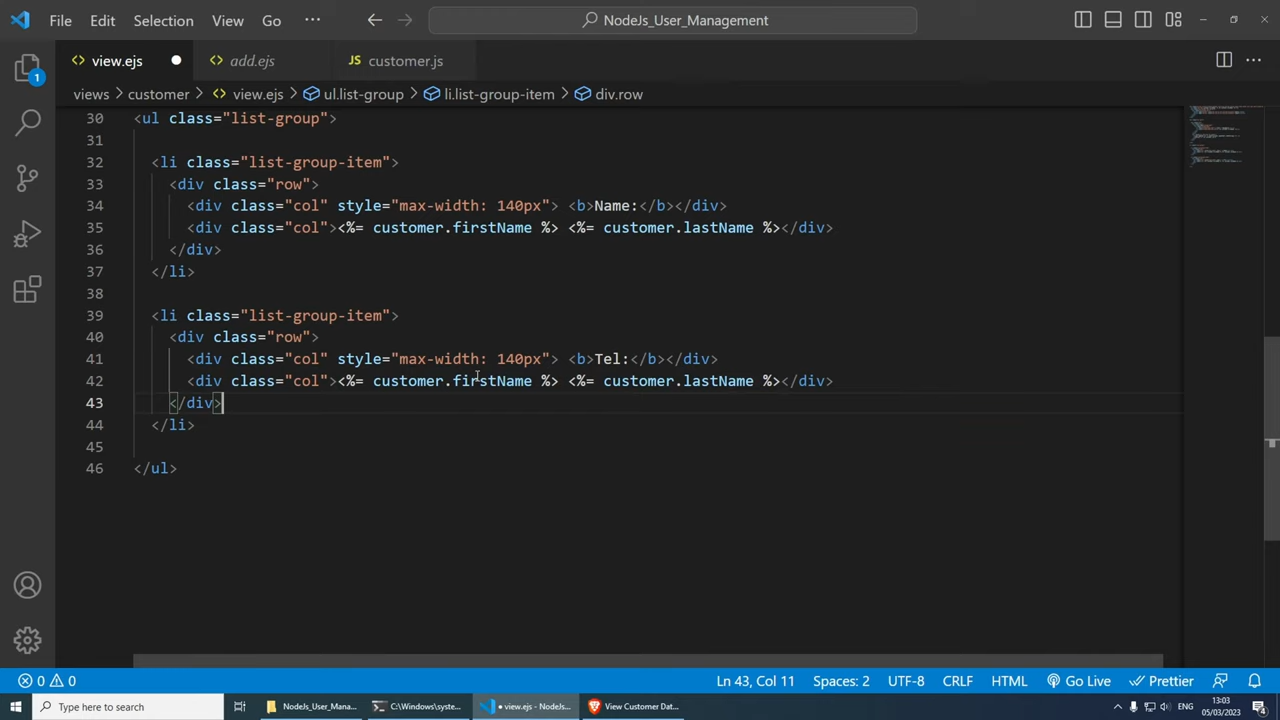 File Edit Selection View Go ··· NodeJs_User_Management
view.ejs add.ejs JS customer.js
1
views > customer > view.ejs > ul.list-group > li.list-group-item > div.row
30 <ul class="list-group">
31
32 <li class="list-group-item">
33 <div class="row">
34 <div class="col" style="max-width: 140px"> <b>Name:</b></div>
35 <div class="col"><%= customer.firstName %> <%= customer.lastName %></div>
36 </div>
37 </li>
38
39 <li class="list-group-item">
40 <div class="row">
41 <div class="col" style="max-width: 140px"> <b>Tel:</b></div>
42 <div class="col"><%= customer.firstName %> <%= customer.lastName %></div>
43 </div>
44 </li>
45
46 </ul>
0 0 Ln 43, Col 11 Spaces: 2 UTF-8 CRLF HTML Go Live Prettier
Type here to search NodeJs_User_Mana... C:\Windows\syste... • view.ejs - NodeJs... View Customer Dat... ENG 13:03 05/03/2023 4